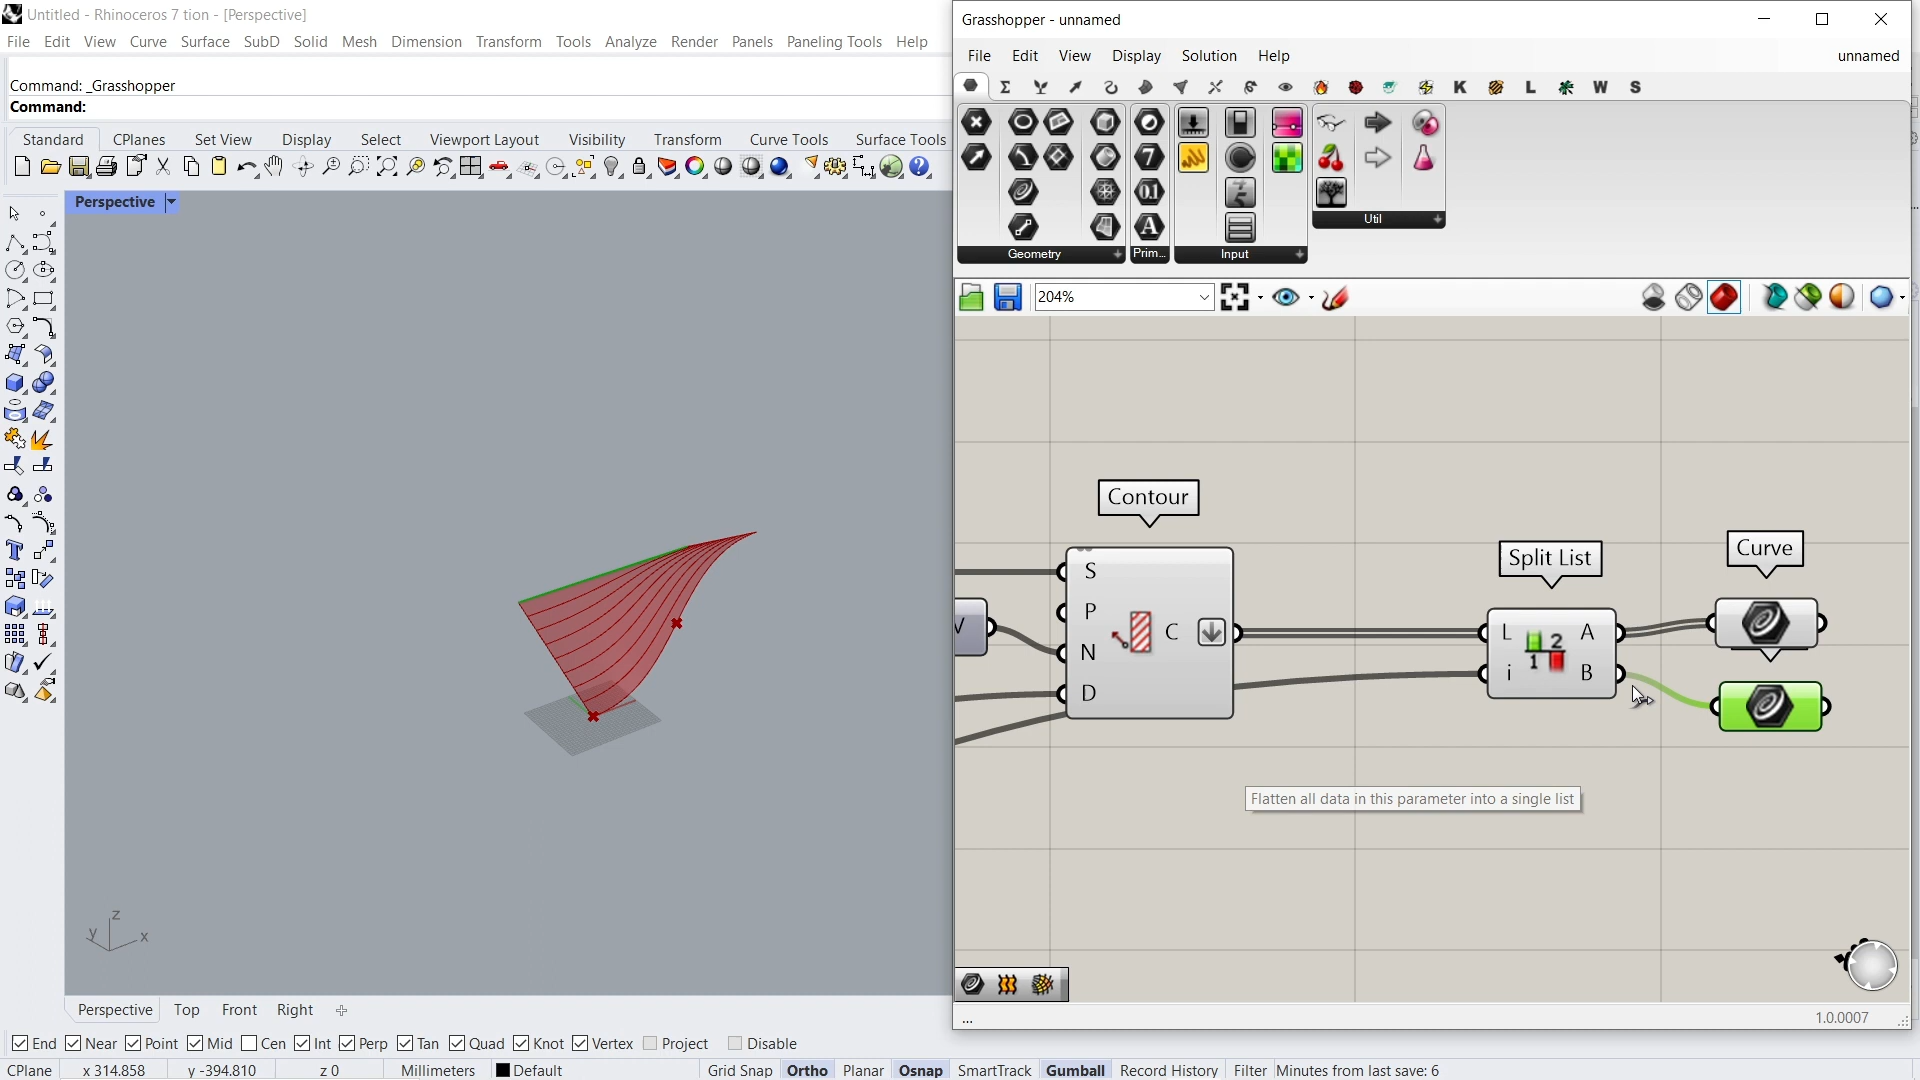 Untitled - Rhinoceros 7 tion - [Perspective]
File Edit View Curve Surface SubD Solid Mesh Dimension Transform Tools Analyze Render Panels Paneling Tools Help
Command: _Grasshopper
Command:
Standard CPlanes Set View Display Select Viewport Layout Visibility Transform Curve Tools Surface Tools
Perspective
z
y x
Perspective Top Front Right
End Near Point Mid Cen Int Perp Tan Quad Knot Vertex Project Disable
CPlane x 314.858 y -394.810 z 0 Millimeters Default Grid Snap Ortho Planar Osnap SmartTrack Gumball Record History Filter Minutes from last save: 6
Grasshopper - unnamed
File Edit View Display Solution Help unnamed
K L W S
7 0.1 A
Geometry Prim... Input Util
204%
Contour
S
P
N
D
C
V
Split List
L A
i B
1 2
Curve
Flatten all data in this parameter into a single list
... 1.0.0007